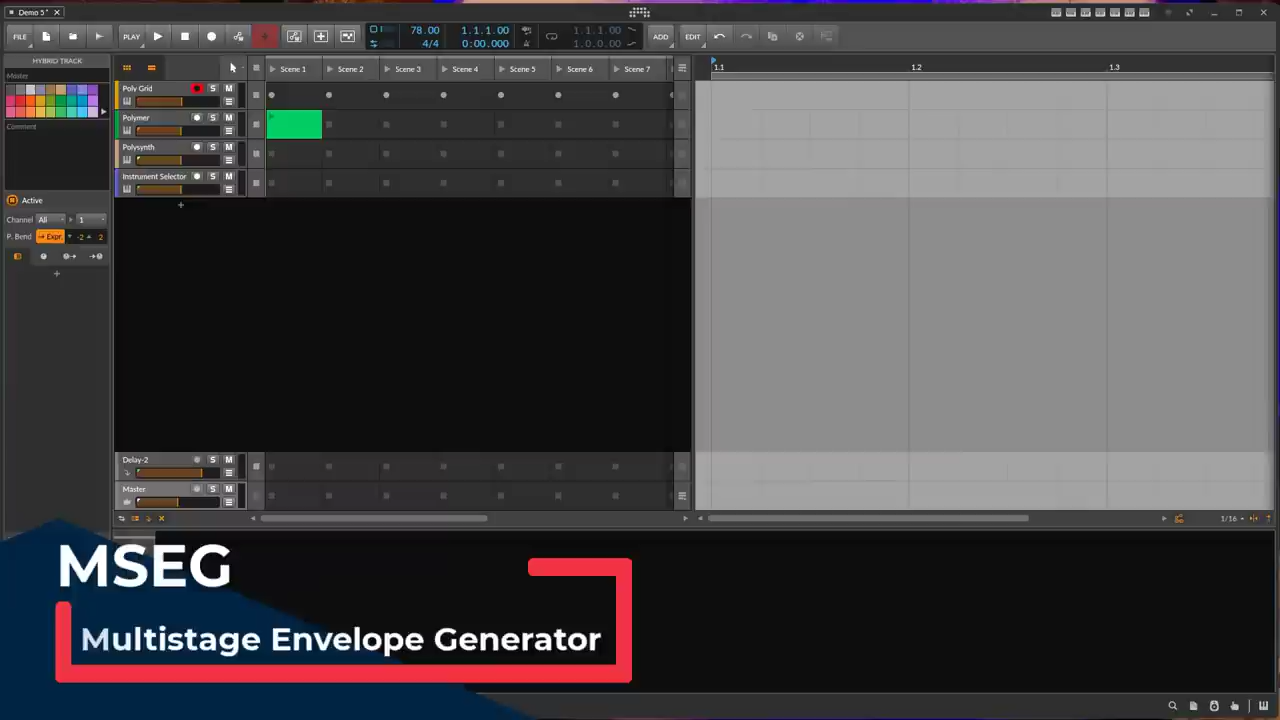 Demo 5*
FILE
PLAY
78.00
4/4
1.1.1.00
0:00.000
1.1.1.00
1.0.0.00
ADD
EDIT
HYBRID TRACK
Master
Comment
Active
Channel All 1
P. Bend Expr. -2 2
Scene 1 Scene 2 Scene 3 Scene 4 Scene 5 Scene 6 Scene 7
1.1 1.2 1.3
Poly Grid S M
Polymer S M
Polysynth S M
Instrument Selector S M
Delay-2 S M
Master S M
1/16
MSEG
Multistage Envelope Generator